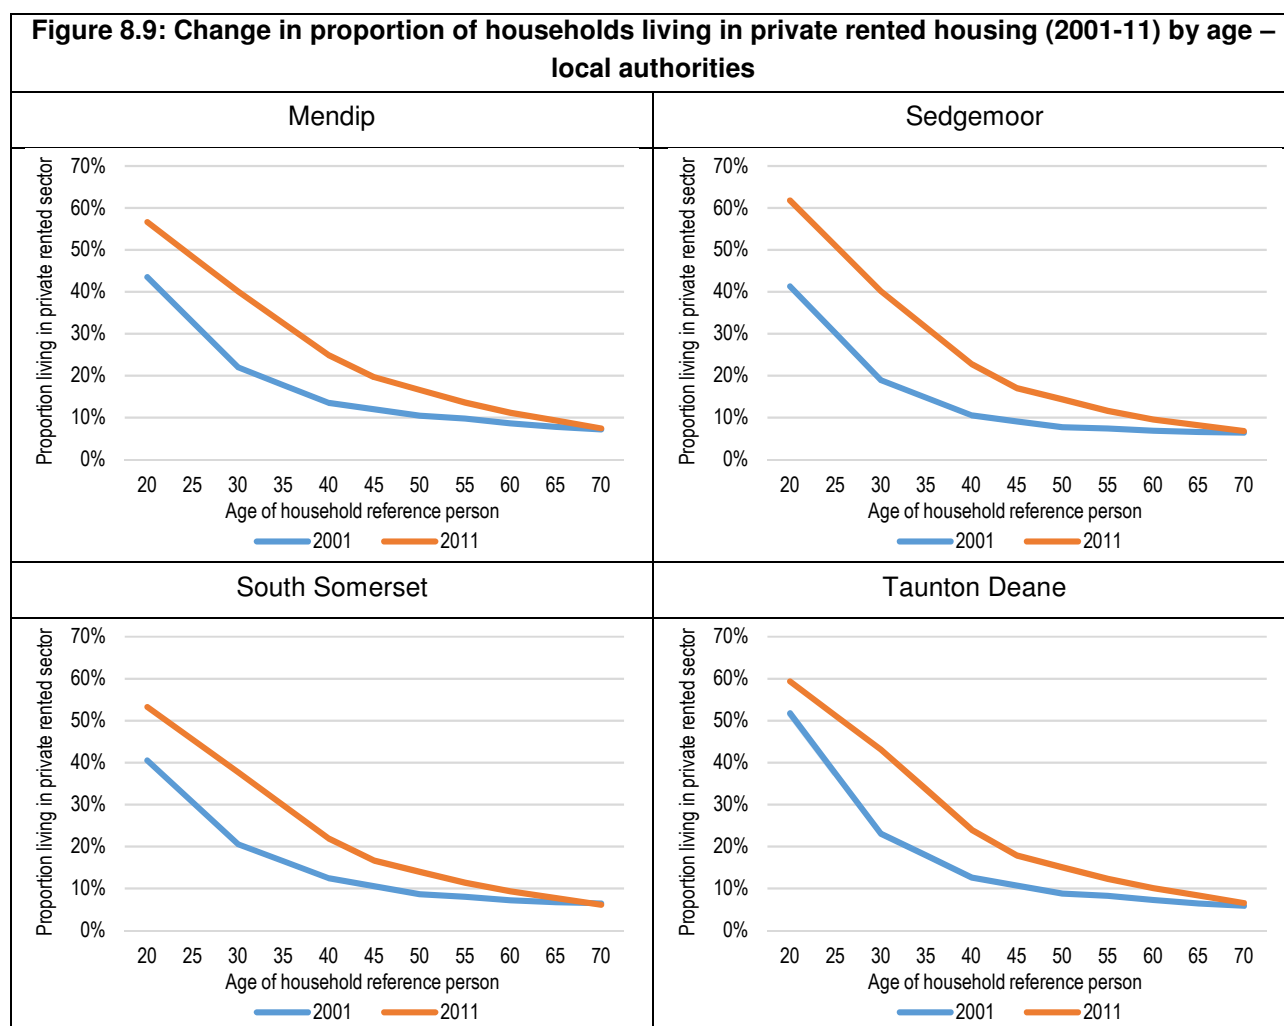 Figure 8.9: Change in proportion of households living in private rented housing (2001-11) by age –
local authorities
Mendip
Sedgemoor
Proportion living in private rented sector
70%
60%
50%
40%
30%
20%
10%
0%
20 25 30 35 40 45 50 55 60 65 70
Age of household reference person
2001 2011
Proportion living in private rented sector
70%
60%
50%
40%
30%
20%
10%
0%
20 25 30 35 40 45 50 55 60 65 70
Age of household reference person
2001 2011
South Somerset
Taunton Deane
Proportion living in private rented sector
70%
60%
50%
40%
30%
20%
10%
0%
20 25 30 35 40 45 50 55 60 65 70
Age of household reference person
2001 2011
Proportion living in private rented sector
70%
60%
50%
40%
30%
20%
10%
0%
20 25 30 35 40 45 50 55 60 65 70
Age of household reference person
2001 2011